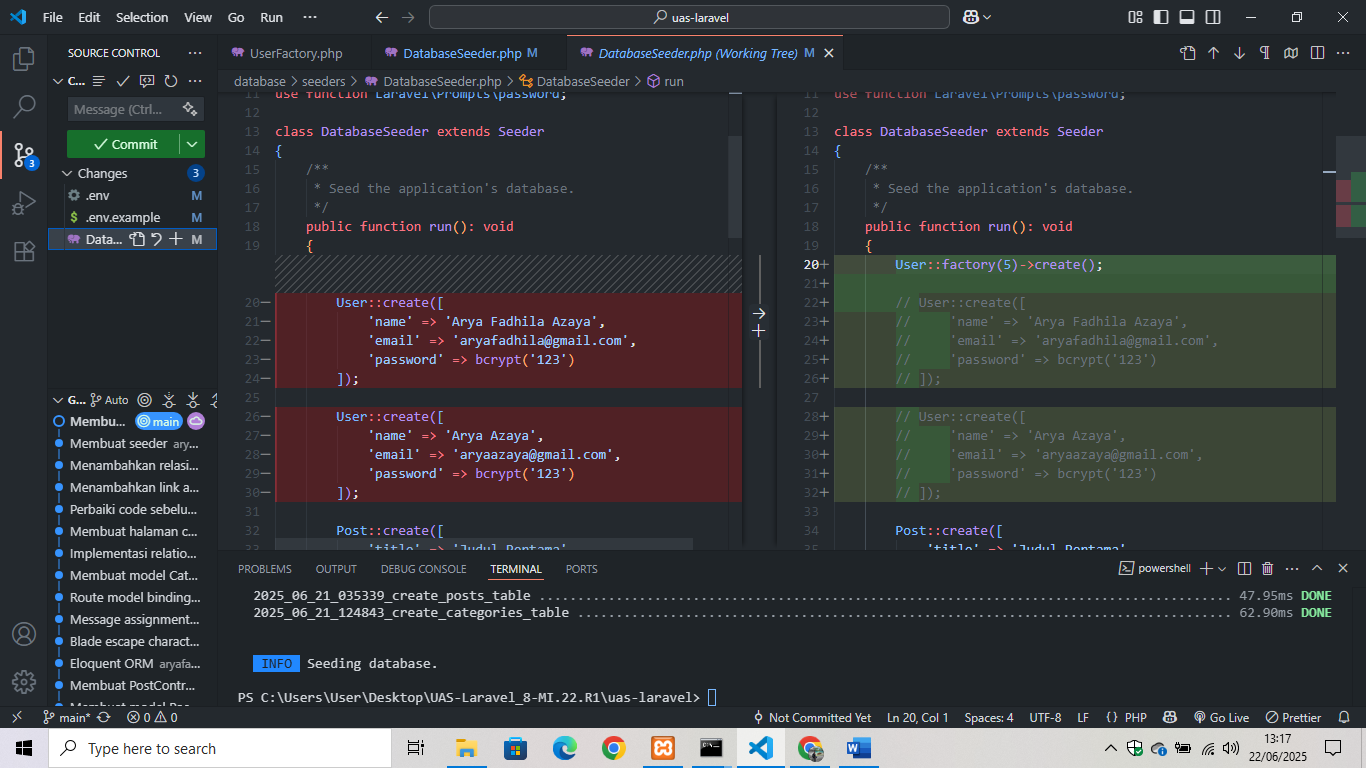 File Edit Selection View Go Run ··· uas-laravel
SOURCE CONTROL ···
UserFactory.php
DatabaseSeeder.php M
DatabaseSeeder.php (Working Tree) M
database > seeders > DatabaseSeeder.php > DatabaseSeeder > run
C... ···
Message (Ctrl...
Commit
Changes 3
.env M
.env.example M
Data... M
G... Auto
Membu... main
Membuat seeder ary...
Menambahkan relasi...
Menambahkan link a...
Perbaiki code sebelu...
Membuat halaman c...
Implementasi relatio...
Membuat model Cat...
Route model binding...
Message assignment...
Blade escape charact...
Eloquent ORM aryafa...
Membuat PostContr...
3
11 use function Laravel\Prompts\password;
12
13 class DatabaseSeeder extends Seeder
14 {
15 /**
16 * Seed the application's database.
17 */
18 public function run(): void
19 {
20— User::create([
21— 'name' => 'Arya Fadhila Azaya',
22— 'email' => 'aryafadhila@gmail.com',
23— 'password' => bcrypt('123')
24— ]);
25
26— User::create([
27— 'name' => 'Arya Azaya',
28— 'email' => 'aryaazaya@gmail.com',
29— 'password' => bcrypt('123')
30— ]);
31
32 Post::create([
33 'title' => 'Judul Pertama'
11 use function Laravel\Prompts\password;
12
13 class DatabaseSeeder extends Seeder
14 {
15 /**
16 * Seed the application's database.
17 */
18 public function run(): void
19 {
20+ User::factory(5)->create();
21+
22+ // User::create([
23+ // 'name' => 'Arya Fadhila Azaya',
24+ // 'email' => 'aryafadhila@gmail.com',
25+ // 'password' => bcrypt('123')
26+ // ]);
27
28+ // User::create([
29+ // 'name' => 'Arya Azaya',
30+ // 'email' => 'aryaazaya@gmail.com',
31+ // 'password' => bcrypt('123')
32+ // ]);
33
34 Post::create([
35 'title' => 'Judul Pertama'
PROBLEMS OUTPUT DEBUG CONSOLE TERMINAL PORTS powershell ···
2025_06_21_035339_create_posts_table ........ 47.95ms DONE
2025_06_21_124843_create_categories_table ........ 62.90ms DONE
INFO Seeding database.
PS C:\Users\User\Desktop\UAS-Laravel_8-MI.22.R1\uas-laravel>
main* 0 0 Not Committed Yet Ln 20, Col 1 Spaces: 4 UTF-8 LF {} PHP Go Live Prettier
Type here to search
13:17
22/06/2025